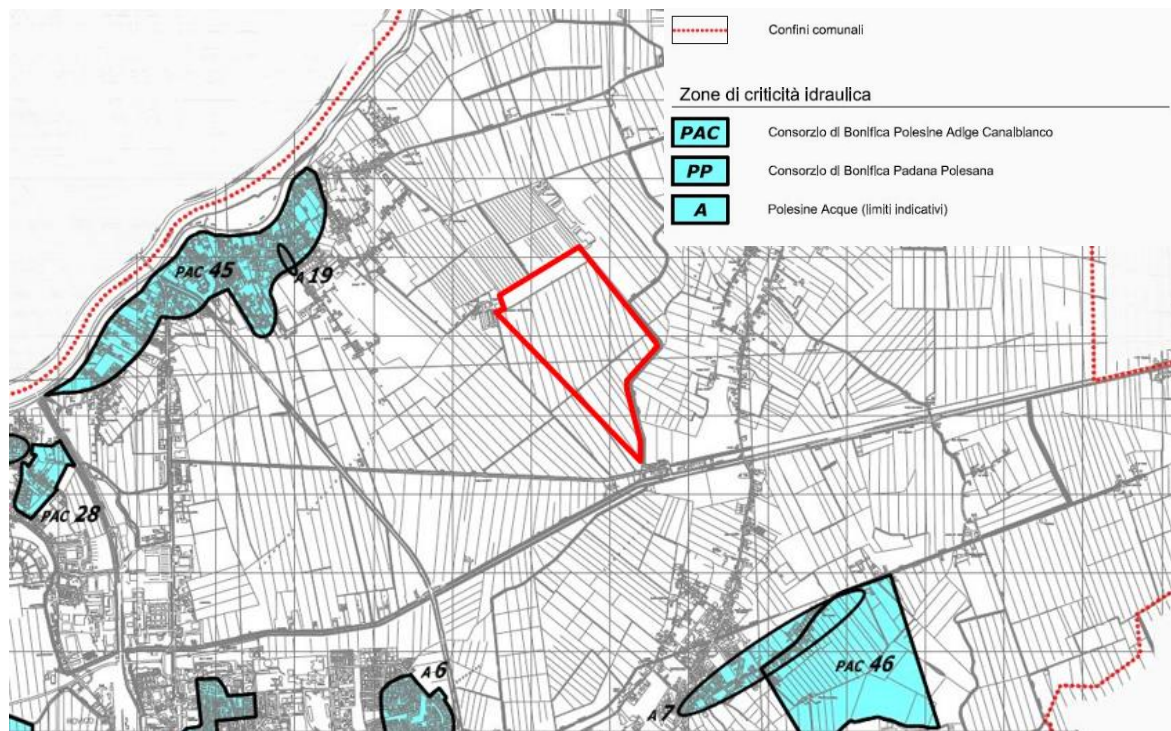 Confini comunali
Zone di criticità idraulica
PAC
Consorzio di Bonifica Polesine Adige Canalbianco
PP
Consorzio di Bonifica Padana Polesana
A
Polesine Acque (limiti indicativi)
PAC 45
A 19
PAC 28
A 6
PAC 46
A 7
ROVIGO